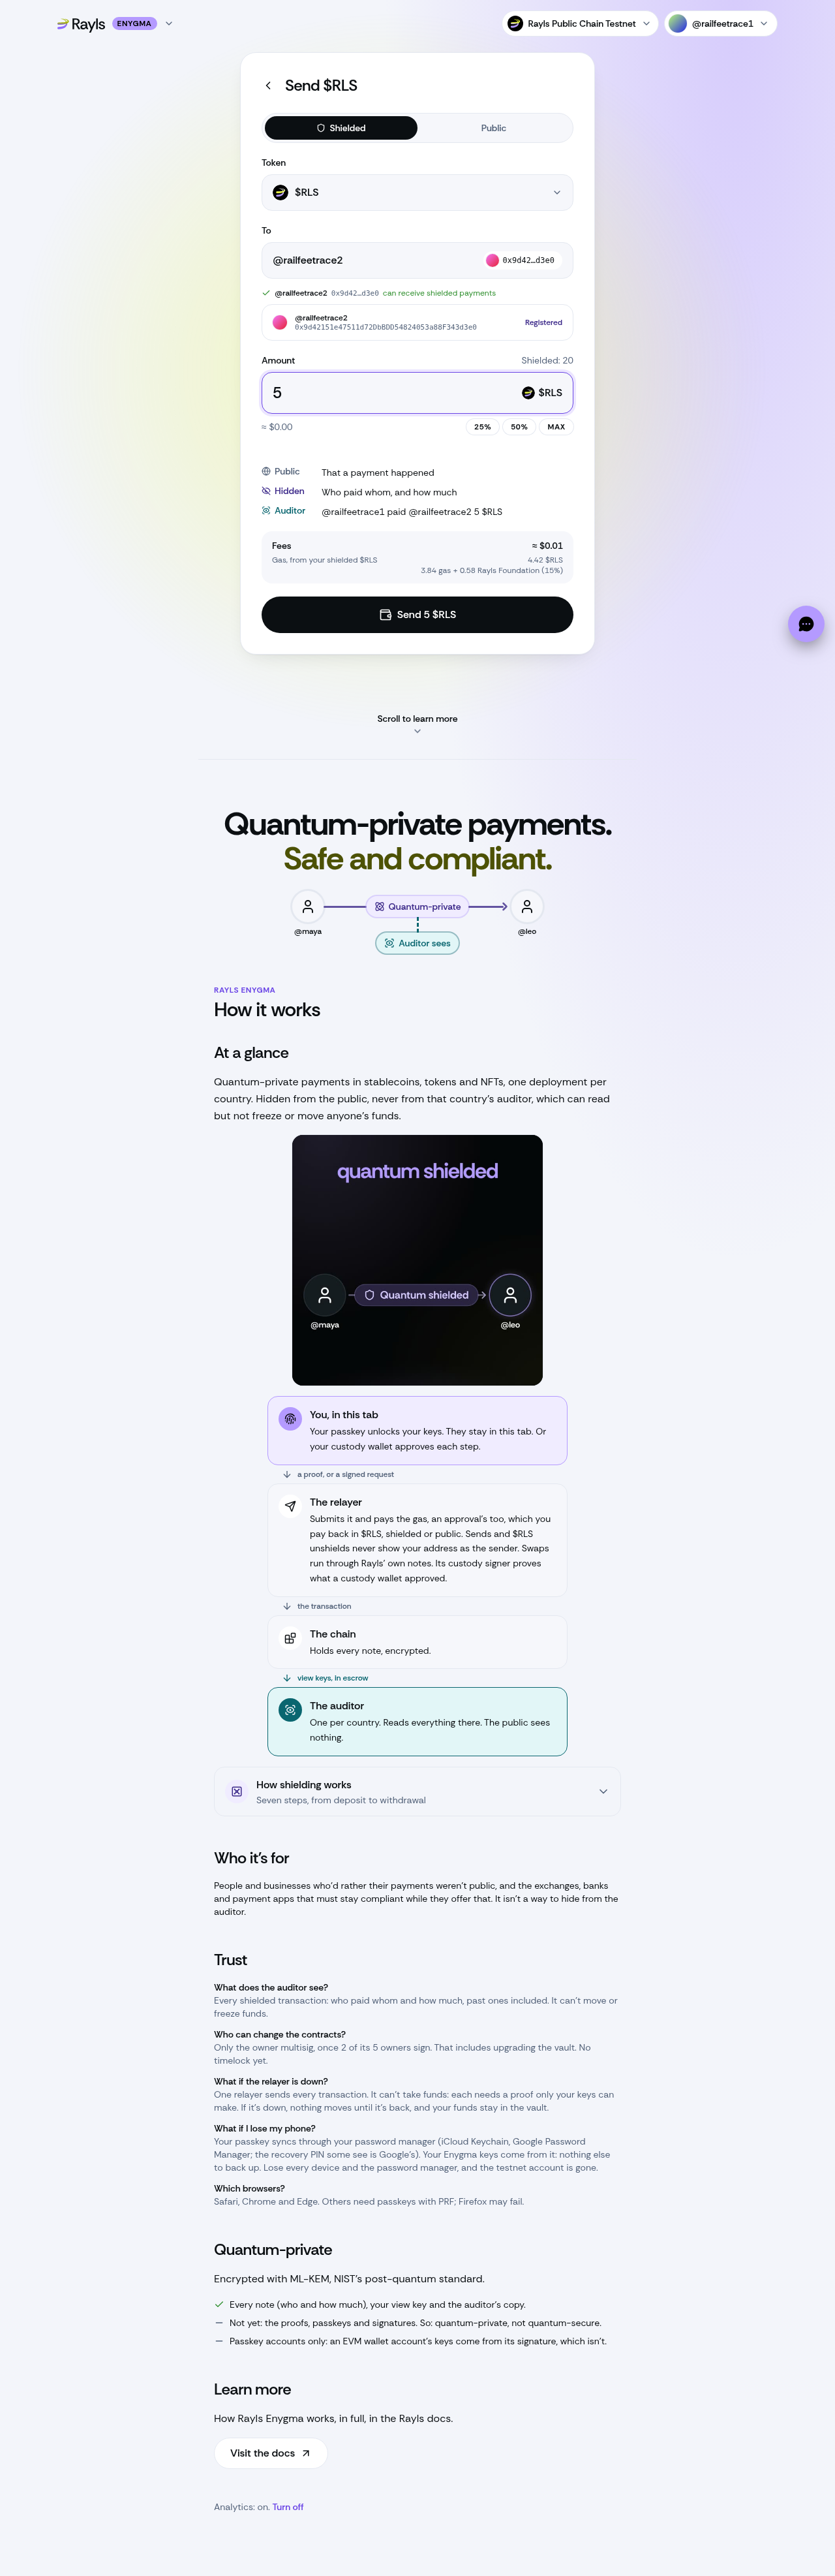 Rayls ENYGMA
Rayls Public Chain Testnet
@railfeetrace1
Send $RLS
Shielded
Public
Token
$RLS
To
@railfeetrace2
0x9d42…d3e0
@railfeetrace2 0x9d42…d3e0 can receive shielded payments
@railfeetrace2
0x9d42151e47511d72DbBDD54824053a88F343d3e0
Registered
Amount
Shielded: 20
5
$RLS
≈ $0.00
25%
50%
MAX
Public That a payment happened
Hidden Who paid whom, and how much
Auditor @railfeetrace1 paid @railfeetrace2 5 $RLS
Fees ≈ $0.01
Gas, from your shielded $RLS 4.42 $RLS
3.84 gas + 0.58 Rayls Foundation (15%)
Send 5 $RLS
Scroll to learn more
Quantum-private payments.
Safe and compliant.
Quantum-private
@maya
@leo
Auditor sees
RAYLS ENYGMA
How it works
At a glance
Quantum-private payments in stablecoins, tokens and NFTs, one deployment per
country. Hidden from the public, never from that country's auditor, which can read
but not freeze or move anyone's funds.
quantum shielded
Quantum shielded
@maya
@leo
You, in this tab
Your passkey unlocks your keys. They stay in this tab. Or
your custody wallet approves each step.
a proof, or a signed request
The relayer
Submits it and pays the gas, an approval's too, which you
pay back in $RLS, shielded or public. Sends and $RLS
unshields never show your address as the sender. Swaps
run through Rayls' own notes. Its custody signer proves
what a custody wallet approved.
the transaction
The chain
Holds every note, encrypted.
view keys, in escrow
The auditor
One per country. Reads everything there. The public sees
nothing.
How shielding works
Seven steps, from deposit to withdrawal
Who it's for
People and businesses who'd rather their payments weren't public, and the exchanges, banks
and payment apps that must stay compliant while they offer that. It isn't a way to hide from the
auditor.
Trust
What does the auditor see?
Every shielded transaction: who paid whom and how much, past ones included. It can't move or
freeze funds.
Who can change the contracts?
Only the owner multisig, once 2 of its 5 owners sign. That includes upgrading the vault. No
timelock yet.
What if the relayer is down?
One relayer sends every transaction. It can't take funds: each needs a proof only your keys can
make. If it's down, nothing moves until it's back, and your funds stay in the vault.
What if I lose my phone?
Your passkey syncs through your password manager (iCloud Keychain, Google Password
Manager; the recovery PIN some see is Google's). Your Enygma keys come from it: nothing else
to back up. Lose every device and the password manager, and the testnet account is gone.
Which browsers?
Safari, Chrome and Edge. Others need passkeys with PRF; Firefox may fail.
Quantum-private
Encrypted with ML-KEM, NIST's post-quantum standard.
Every note (who and how much), your view key and the auditor's copy.
Not yet: the proofs, passkeys and signatures. So: quantum-private, not quantum-secure.
Passkey accounts only: an EVM wallet account's keys come from its signature, which isn't.
Learn more
How Rayls Enygma works, in full, in the Rayls docs.
Visit the docs
Analytics: on. Turn off